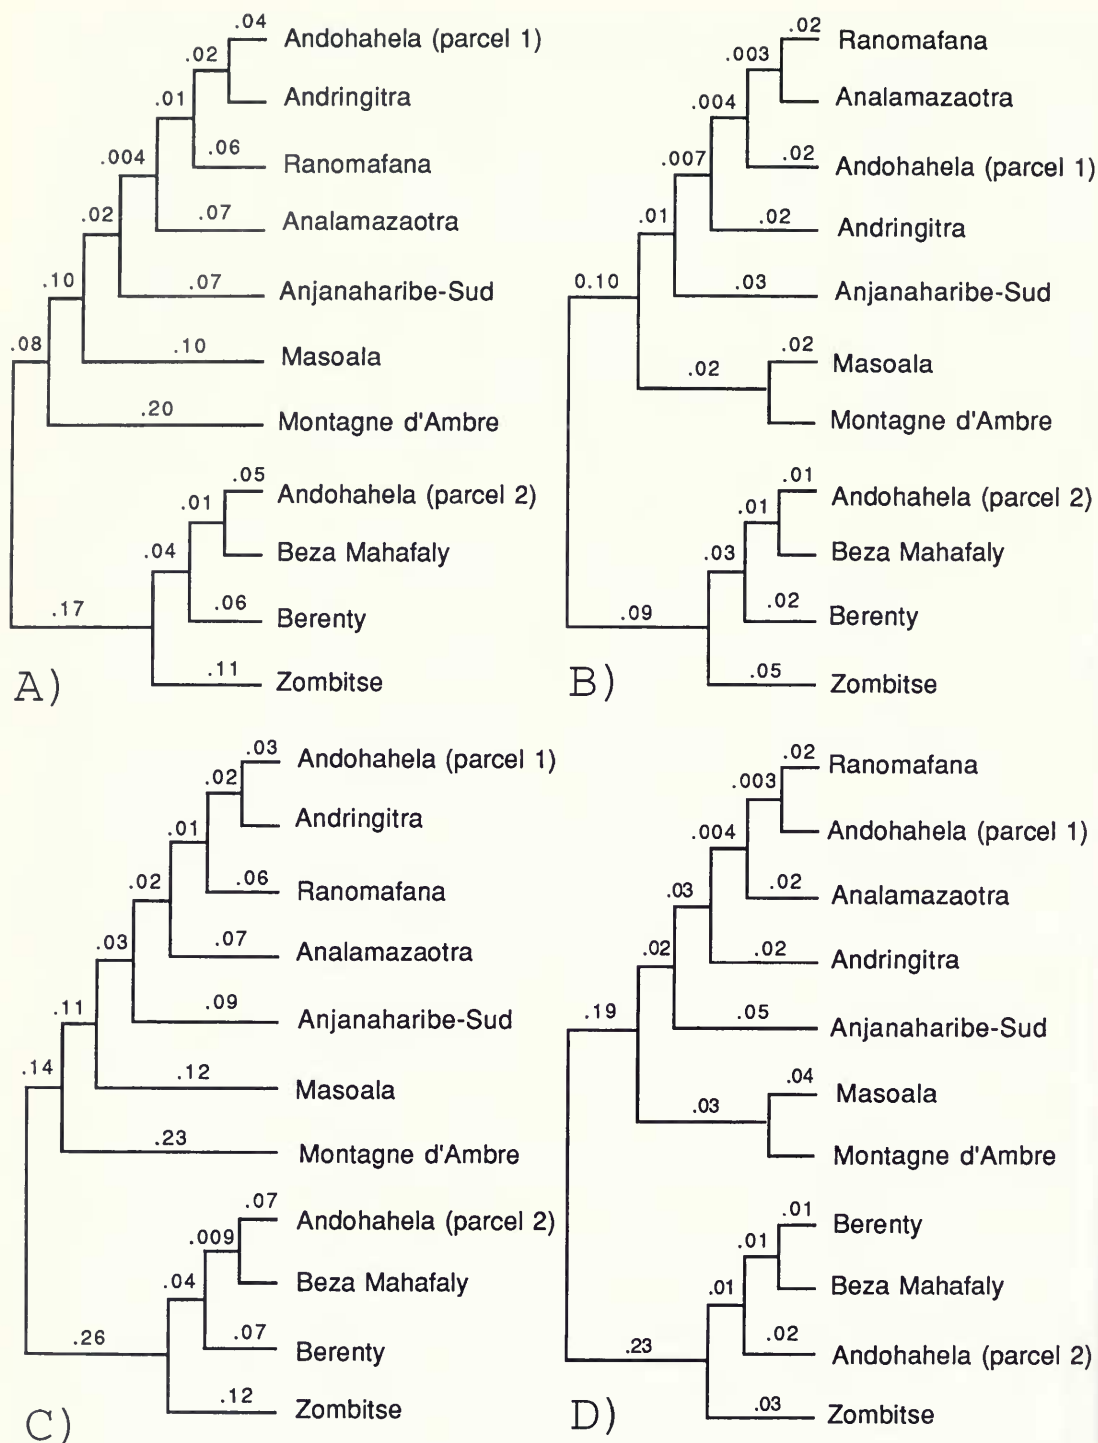 .04
Andohahela (parcel 1)
.02
Andringitra
.01
.06
Ranomafana
.004
.07
Analamazaotra
.02
.07
Anjanaharibe-Sud
.10
.10
Masoala
.08
.20
Montagne d'Ambre
.05
Andohahela (parcel 2)
.01
Beza Mahafaly
.04
.06
Berenty
.17
.11
Zombitse
A)
.02
Ranomafana
.003
Analamazaotra
.004
.02
Andohahela (parcel 1)
.007
.02
Andringitra
.01
.03
Anjanaharibe-Sud
0.10
.02
Masoala
.02
Montagne d'Ambre
.01
Andohahela (parcel 2)
.01
Beza Mahafaly
.03
.02
Berenty
.09
.05
Zombitse
B)
.03
Andohahela (parcel 1)
.02
Andringitra
.01
.06
Ranomafana
.02
.07
Analamazaotra
.03
.09
Anjanaharibe-Sud
.11
.12
Masoala
.14
.23
Montagne d'Ambre
.07
Andohahela (parcel 2)
.009
Beza Mahafaly
.04
.07
Berenty
.26
.12
Zombitse
C)
.02
Ranomafana
.003
Andohahela (parcel 1)
.004
.02
Analamazaotra
.03
.02
Andringitra
.02
.05
Anjanaharibe-Sud
.19
.04
Masoala
.03
Montagne d'Ambre
.01
Berenty
.01
Beza Mahafaly
.01
.02
Andohahela (parcel 2)
.23
.03
Zombitse
D)